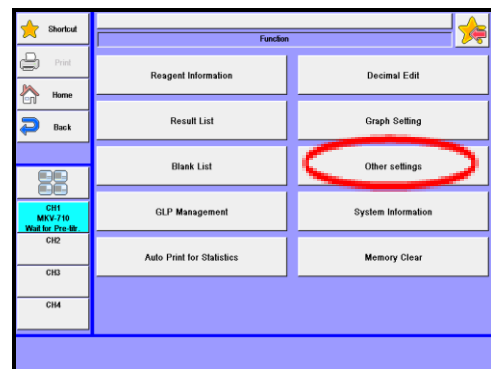 Shortcut
Function
Print
Home
Back
Reagent Information
Decimal Edit
Result List
Graph Setting
Blank List
Other settings
GLP Management
System Information
Auto Print for Statistics
Memory Clear
CH1
MKV-710
Wait for Pre-titr.
CH2
CH3
CH4